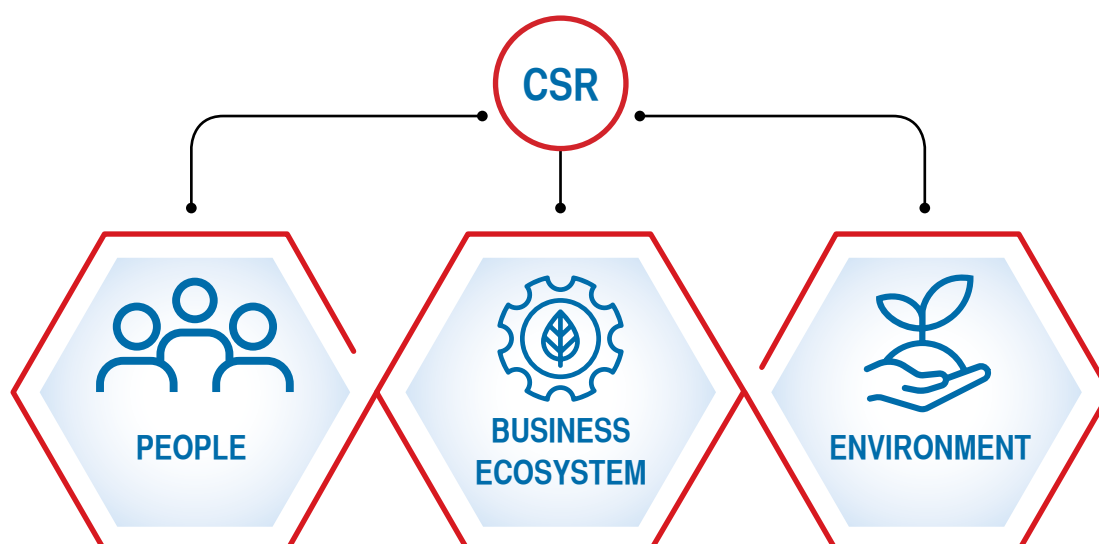 CSR
PEOPLE
BUSINESS
ECOSYSTEM
ENVIRONMENT